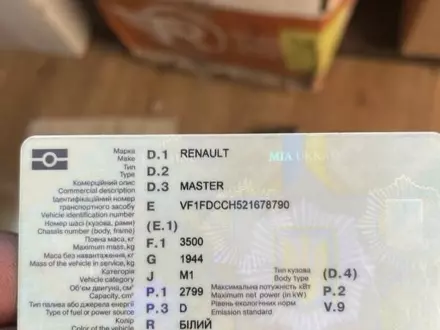 MIA UKRAINE
Марка D.1 RENAULT
Make
Тип D.2
Type
Комерційний опис D.3 MASTER
Commercial description
Ідентифікаційний номер
транспортного засобу E VF1FDCCH521678790
Vehicle identification number
Номер шасі (кузова, рами) (E.1)
Chassis number (body, frame)
Повна маса, кг F.1 3500
Maximum mass, kg
Маса без навантаження, кг G 1944
Mass of the vehicle in service, kg
Категорія J M1 Тип кузова (D.4)
Vehicle category Body type
Об'єм двигуна, см³ P.1 2799 Максимальна потужність кВт P.2
Capacity, cm³ Maximum net power (in kW)
Тип палива або джерела енергії P.3 D Рівень екологічних норм V.9
Type of fuel or power source Emission standard
Колір R БІЛИЙ
Color of the vehicle